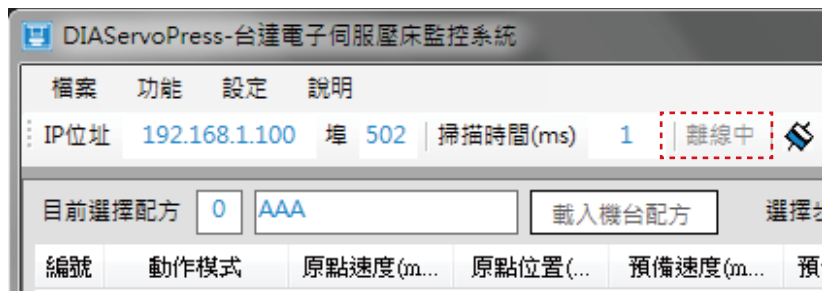 DIAServoPress-台達電子伺服壓床監控系統
檔案 功能 設定 說明
IP位址 192.168.1.100 埠 502 掃描時間(ms) 1 離線中
目前選擇配方 0 AAA 載入機台配方 選擇
編號 動作模式 原點速度(m... 原點位置(... 預備速度(m... 預